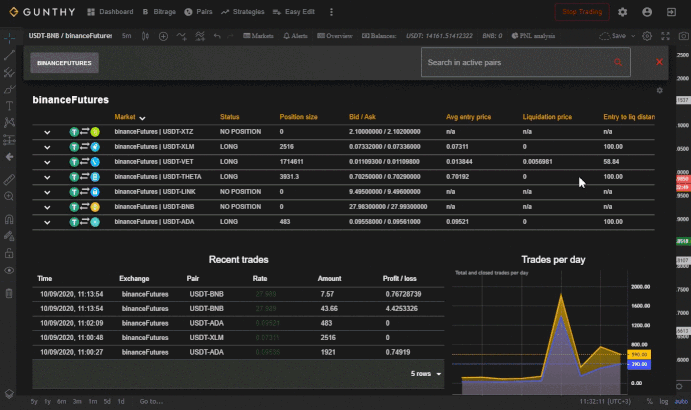 GUNTHY Dashboard Bitrage Pairs Strategies Easy Edit Stop Trading
USDT-BNB / binanceFutures 5m Markets Alerts Overview Balances USDT: 14161.51412322 BNB: 0 PNL analysis Save
BINANCEFUTURES Search in active pairs
binanceFutures
Market Status Position size Bid / Ask Avg entry price Liquidation price Entry to liq distan
binanceFutures | USDT-XTZ NO POSITION 0 2.10000000 / 2.10200000 n/a n/a n/a
binanceFutures | USDT-XLM LONG 2516 0.07332000 / 0.07336000 0.07311 0 100.00
binanceFutures | USDT-VET LONG 1714611 0.01109300 / 0.01109800 0.013844 0.0056981 58.84
binanceFutures | USDT-THETA LONG 3931.3 0.70250000 / 0.70290000 0.70192 0 100.00
binanceFutures | USDT-LINK NO POSITION 0 9.49500000 / 9.49600000 n/a n/a n/a
binanceFutures | USDT-BNB NO POSITION 0 27.98300000 / 27.99300000 n/a n/a n/a
binanceFutures | USDT-ADA LONG 483 0.09558000 / 0.09561000 0.09521 0 100.00
Recent trades
Time Exchange Pair Rate Amount Profit / loss
10/09/2020, 11:13:54 binanceFutures USDT-BNB 27.989 7.57 0.76728739
10/09/2020, 11:13:54 binanceFutures USDT-BNB 27.989 43.66 4.4253326
10/09/2020, 11:02:09 binanceFutures USDT-ADA 483 0
10/09/2020, 11:00:48 binanceFutures USDT-XLM 0.07311 2516 0
10/09/2020, 11:00:27 binanceFutures USDT-ADA 1921 0.74919
5 rows
Trades per day
Total and closed trades per day
2000.00
1600.00
1200.00
800.00
590.00
390.00
0.00
5y 1y 6m 3m 1m 5d 1d Go to... 11:32:11 (UTC+3) % log auto